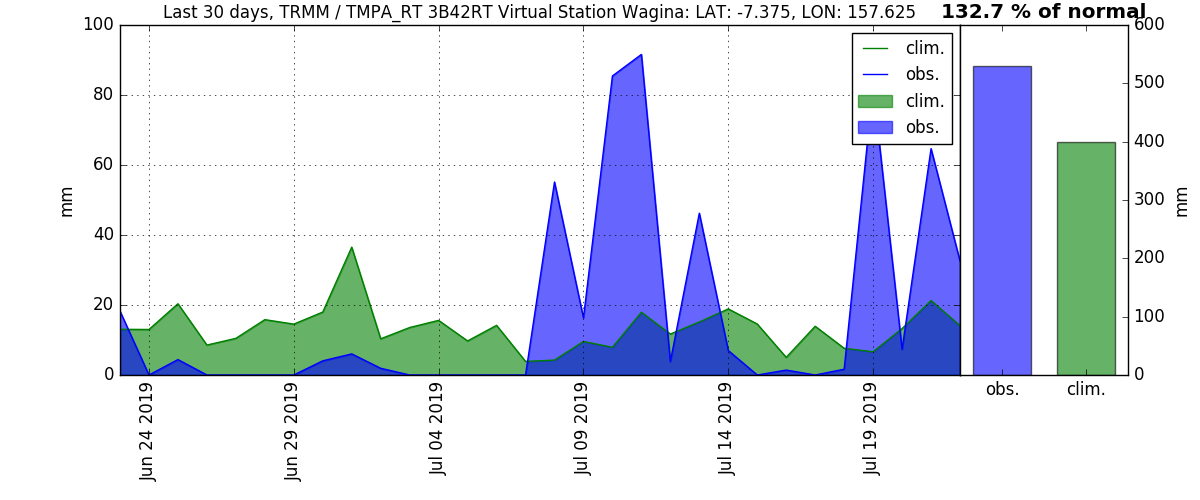 Last 30 days, TRMM / TMPA_RT 3B42RT Virtual Station Wagina: LAT: -7.375, LON: 157.625
132.7 % of normal
100
80
60
40
20
0
mm
clim.
obs.
clim.
obs.
600
500
400
300
200
100
0
mm
Jun 24 2019
Jun 29 2019
Jul 04 2019
Jul 09 2019
Jul 14 2019
Jul 19 2019
obs.
clim.